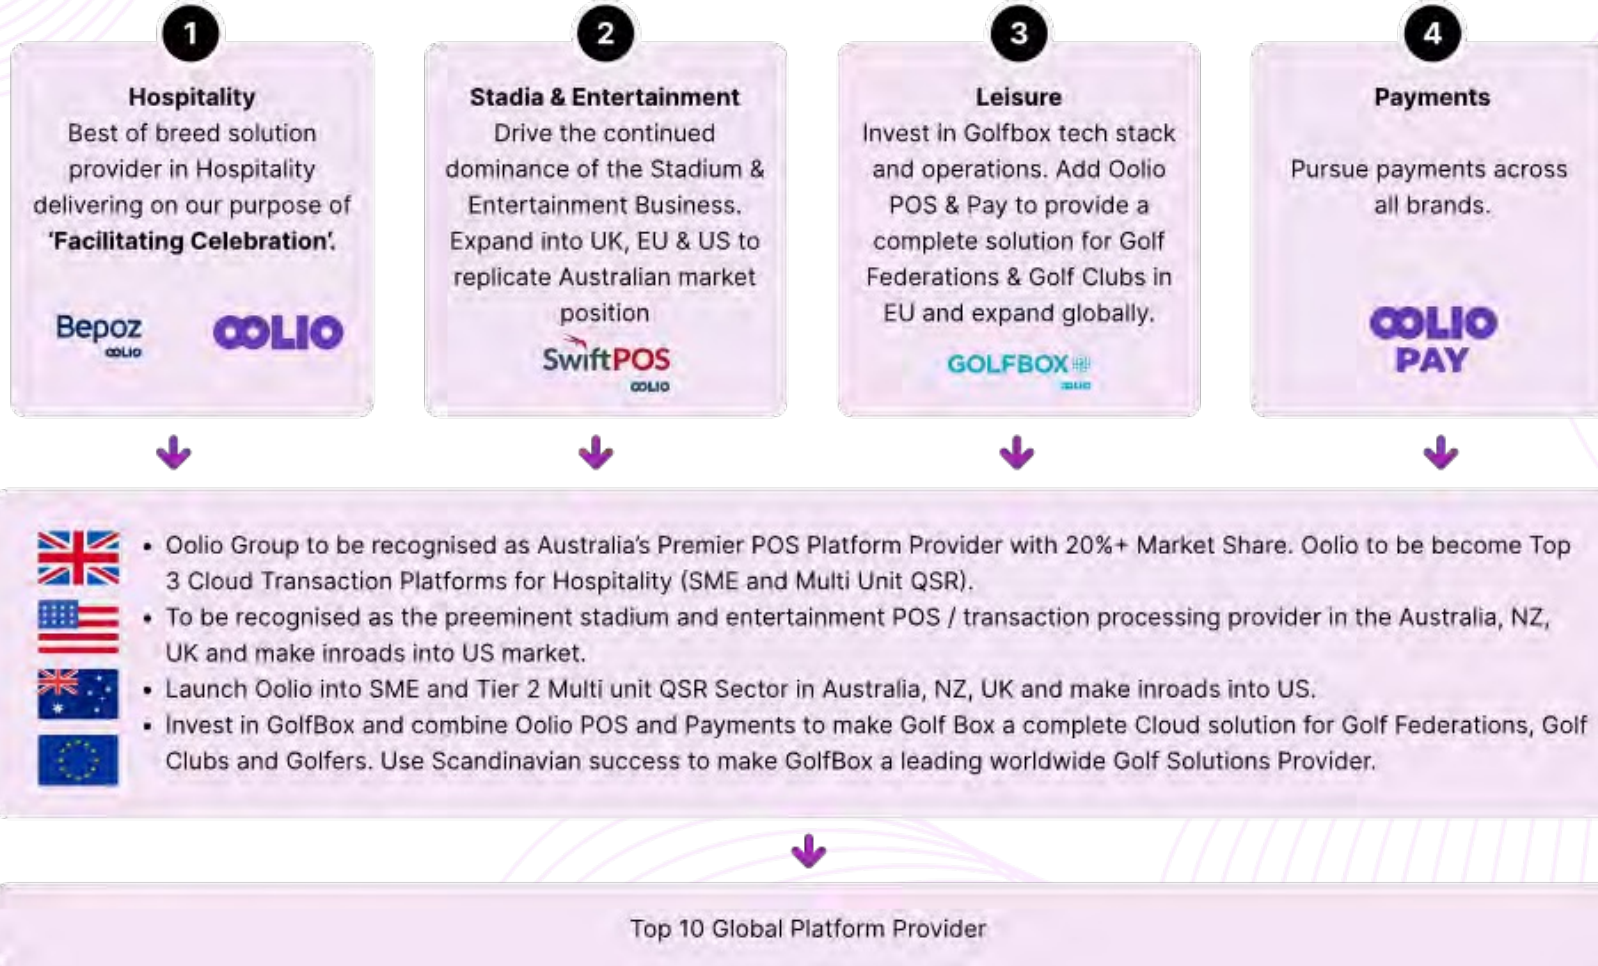 1
Hospitality
Best of breed solution
provider in Hospitality
delivering on our purpose of
‘Facilitating Celebration’.
Bepoz
OOLIO
OOLIO
2
Stadia & Entertainment
Drive the continued
dominance of the Stadium &
Entertainment Business.
Expand into UK, EU & US to
replicate Australian market
position
SwiftPOS
OOLIO
3
Leisure
Invest in Golfbox tech stack
and operations. Add Oolio
POS & Pay to provide a
complete solution for Golf
Federations & Golf Clubs in
EU and expand globally.
GOLFBOX
OOLIO
4
Payments
Pursue payments across
all brands.
OOLIO
PAY
• Oolio Group to be recognised as Australia’s Premier POS Platform Provider with 20%+ Market Share. Oolio to be become Top
3 Cloud Transaction Platforms for Hospitality (SME and Multi Unit QSR).
• To be recognised as the preeminent stadium and entertainment POS / transaction processing provider in the Australia, NZ,
UK and make inroads into US market.
• Launch Oolio into SME and Tier 2 Multi unit QSR Sector in Australia, NZ, UK and make inroads into US.
• Invest in GolfBox and combine Oolio POS and Payments to make Golf Box a complete Cloud solution for Golf Federations, Golf
Clubs and Golfers. Use Scandinavian success to make GolfBox a leading worldwide Golf Solutions Provider.
Top 10 Global Platform Provider